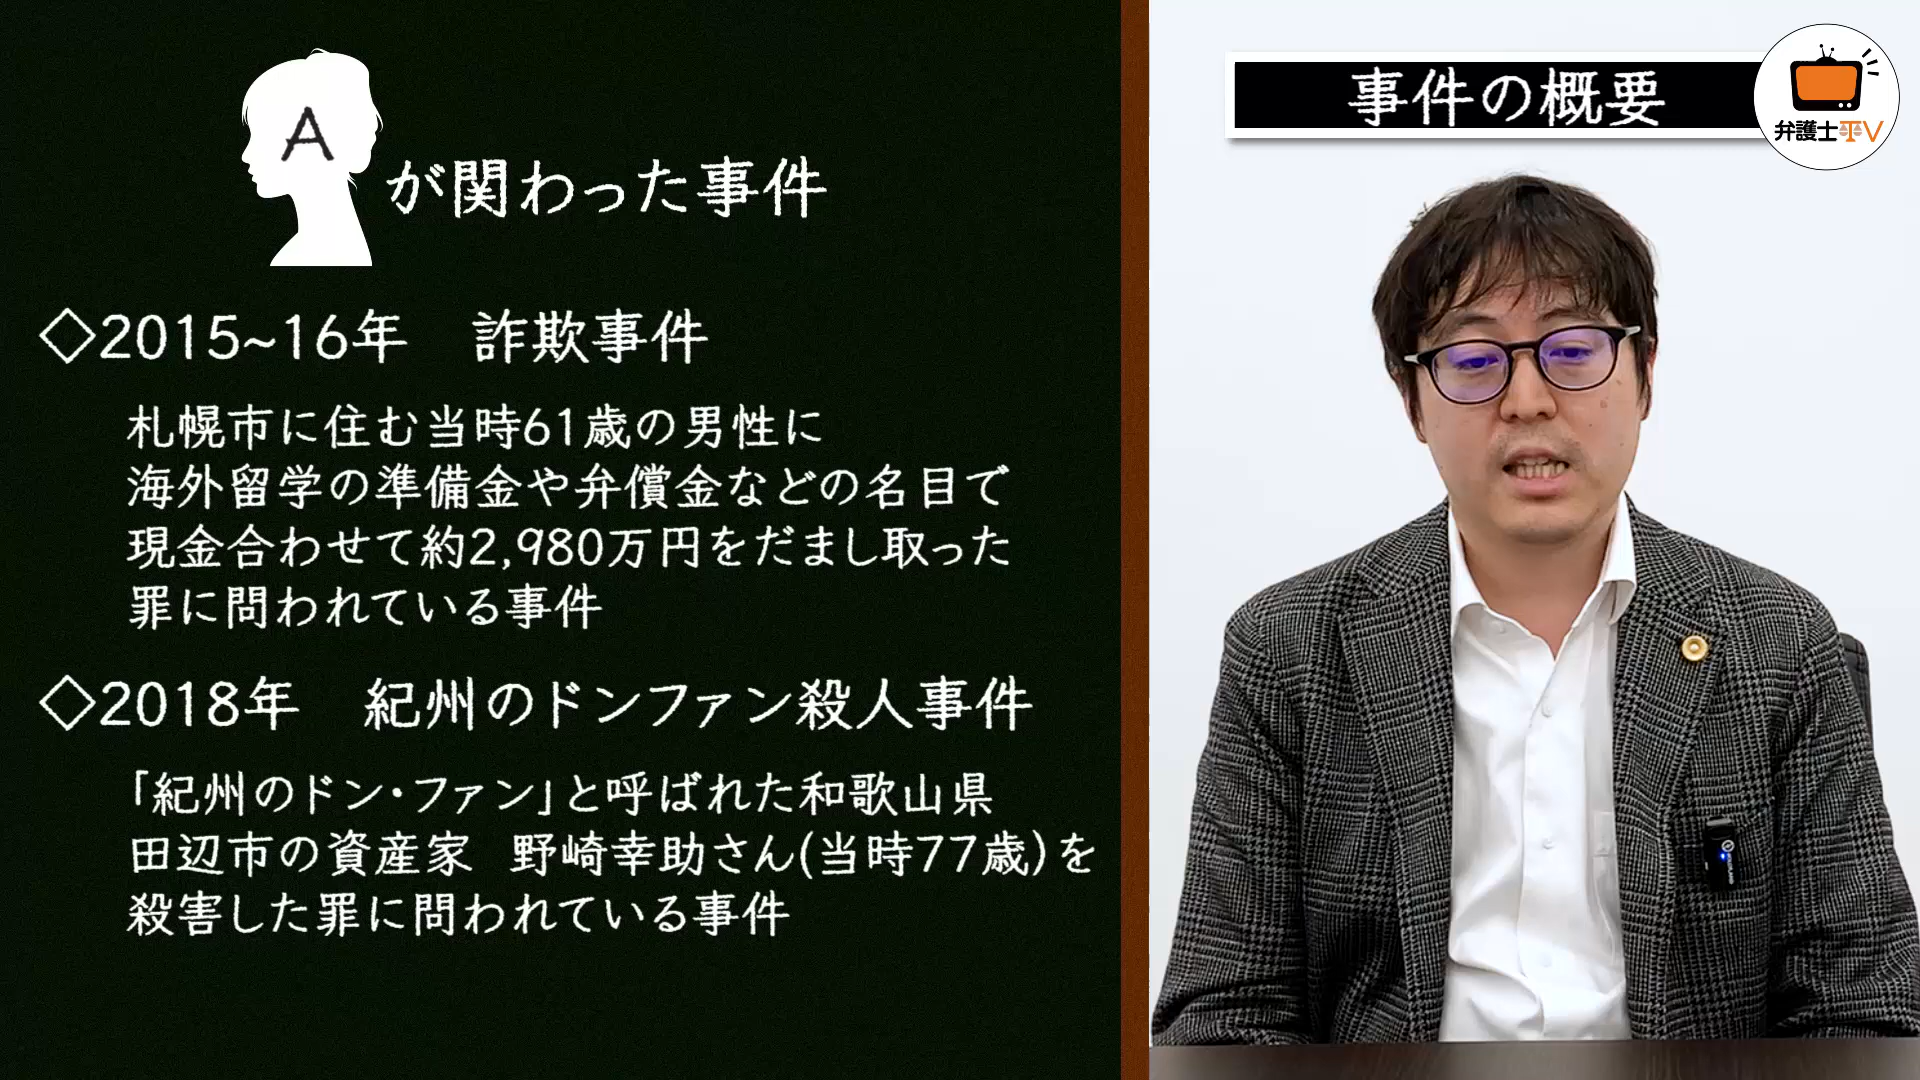 A
が関わった事件
◇2015~16年　詐欺事件
札幌市に住む当時61歳の男性に
海外留学の準備金や弁償金などの名目で
現金合わせて約2,980万円をだまし取った
罪に問われている事件
◇2018年　紀州のドンファン殺人事件
「紀州のドン・ファン」と呼ばれた和歌山県
田辺市の資産家　野崎幸助さん(当時77歳)を
殺害した罪に問われている事件
事件の概要
弁護士平V